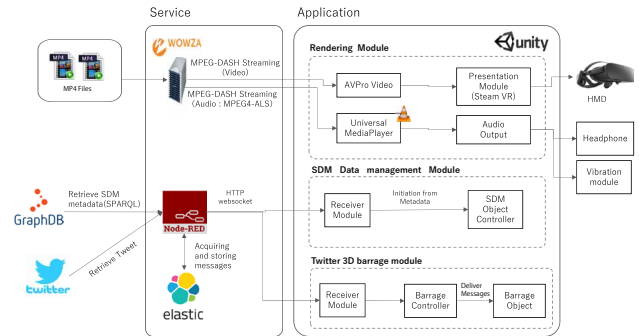 Service
Application
WOWZA
unity
MP4
MP4
MP4 Files
MPEG-DASH Streaming
(Video)
MPEG-DASH Streaming
(Audio : MPEG4-ALS)
Rendering Module
AVPro Video
Presentation
Module
(Steam VR)
HMD
Universal
MediaPlayer
Audio
Output
Headphone
Vibration
module
SDM Data management Module
Retrieve SDM
metadata(SPARQL)
GraphDB
HTTP
websocket
Node-RED
Receiver
Module
Initiation from
Metadata
SDM
Object
Controller
Retrieve Tweet
twitter
Acquiring
and storing
messages
elastic
Twitter 3D barrage module
Receiver
Module
Barrage
Controller
Deliver
Messages
Barrage
Object